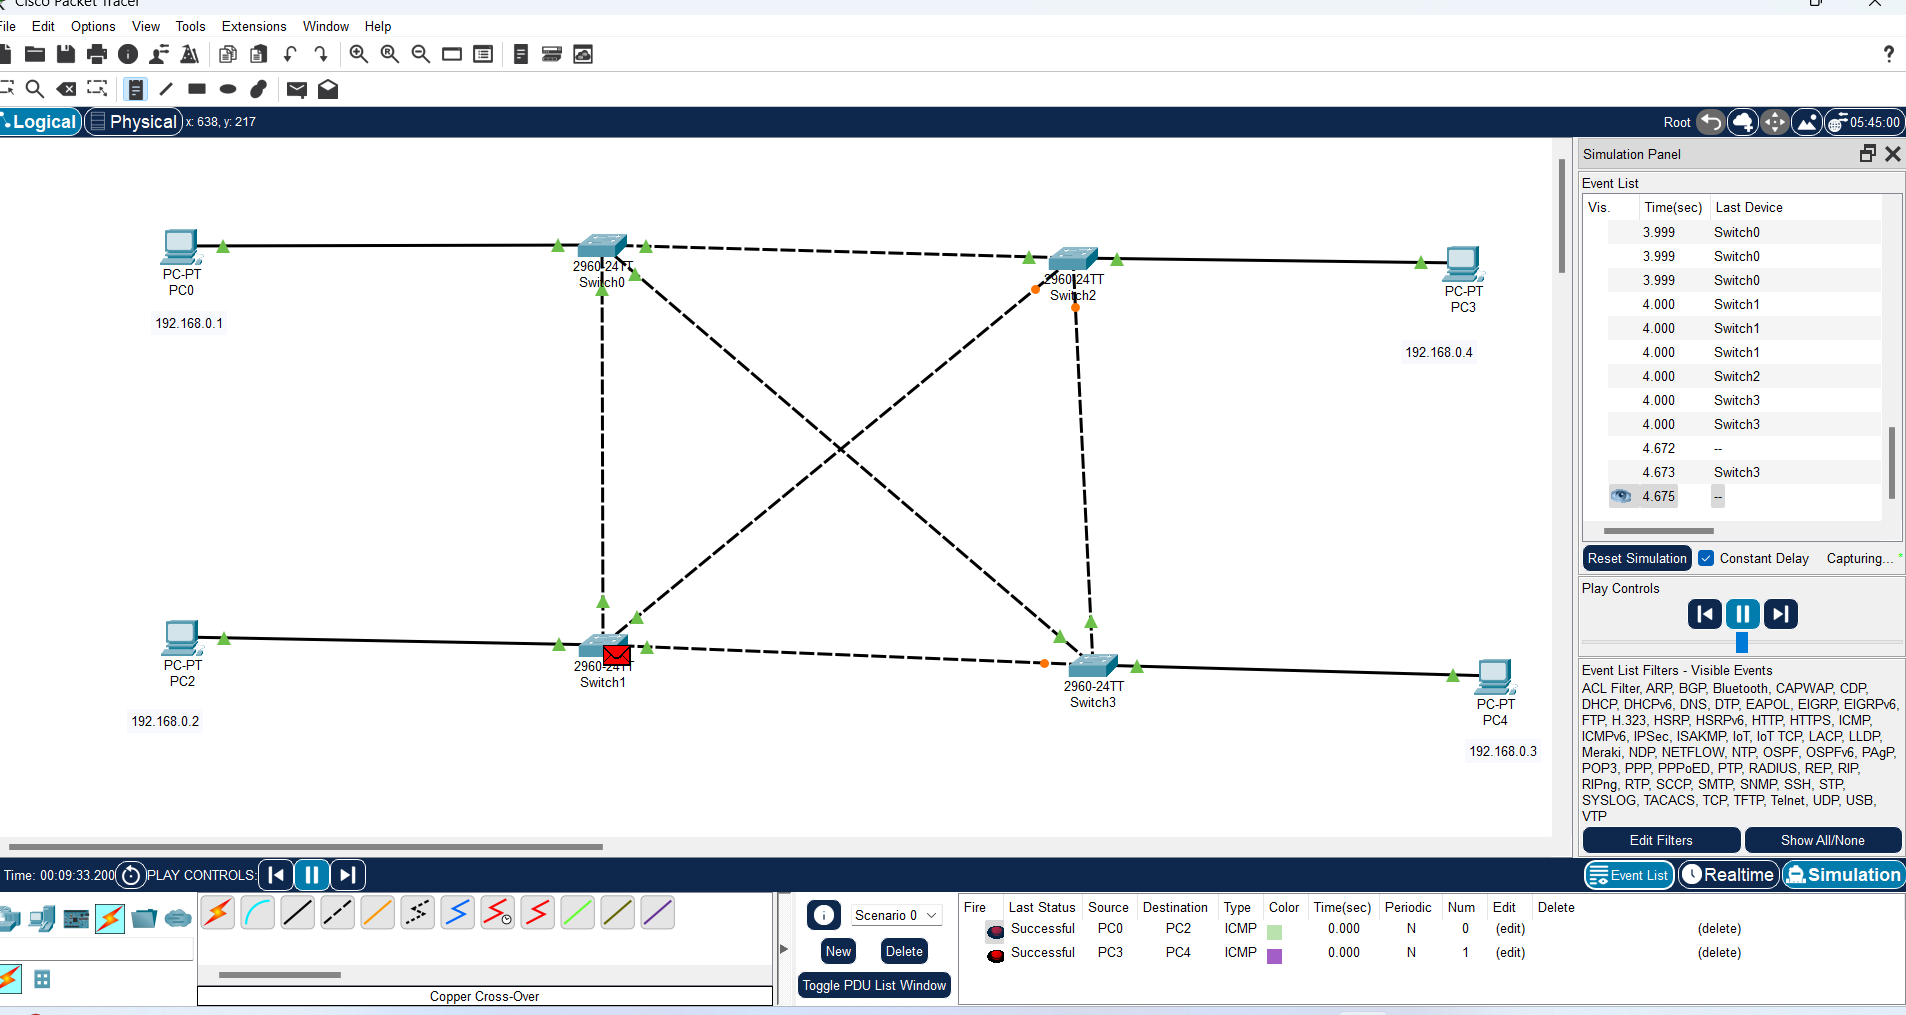 Cisco Packet Tracer
File Edit Options View Tools Extensions Window Help
?
Logical Physical x: 638, y: 217 Root 05:45:00
PC-PT
PC0
192.168.0.1
2960-24TT
Switch0
2960-24TT
Switch2
PC-PT
PC3
192.168.0.4
PC-PT
PC2
192.168.0.2
2960-24TT
Switch1
2960-24TT
Switch3
PC-PT
PC4
192.168.0.3
Simulation Panel
Event List
Vis. Time(sec) Last Device
3.999 Switch0
3.999 Switch0
3.999 Switch0
4.000 Switch1
4.000 Switch1
4.000 Switch1
4.000 Switch2
4.000 Switch3
4.000 Switch3
4.672 --
4.673 Switch3
4.675 --
Reset Simulation Constant Delay Capturing... *
Play Controls
Event List Filters - Visible Events
ACL Filter, ARP, BGP, Bluetooth, CAPWAP, CDP,
DHCP, DHCPv6, DNS, DTP, EAPOL, EIGRP, EIGRPv6,
FTP, H.323, HSRP, HSRPv6, HTTP, HTTPS, ICMP,
ICMPv6, IPSec, ISAKMP, IoT, IoT TCP, LACP, LLDP,
Meraki, NDP, NETFLOW, NTP, OSPF, OSPFv6, PAgP,
POP3, PPP, PPPoED, PTP, RADIUS, REP, RIP,
RIPng, RTP, SCCP, SMTP, SNMP, SSH, STP,
SYSLOG, TACACS, TCP, TFTP, Telnet, UDP, USB,
VTP
Edit Filters Show All/None
Time: 00:09:33.200 PLAY CONTROLS: Event List Realtime Simulation
Copper Cross-Over
Scenario 0
New Delete
Toggle PDU List Window
Fire Last Status Source Destination Type Color Time(sec) Periodic Num Edit Delete
Successful PC0 PC2 ICMP 0.000 N 0 (edit) (delete)
Successful PC3 PC4 ICMP 0.000 N 1 (edit) (delete)